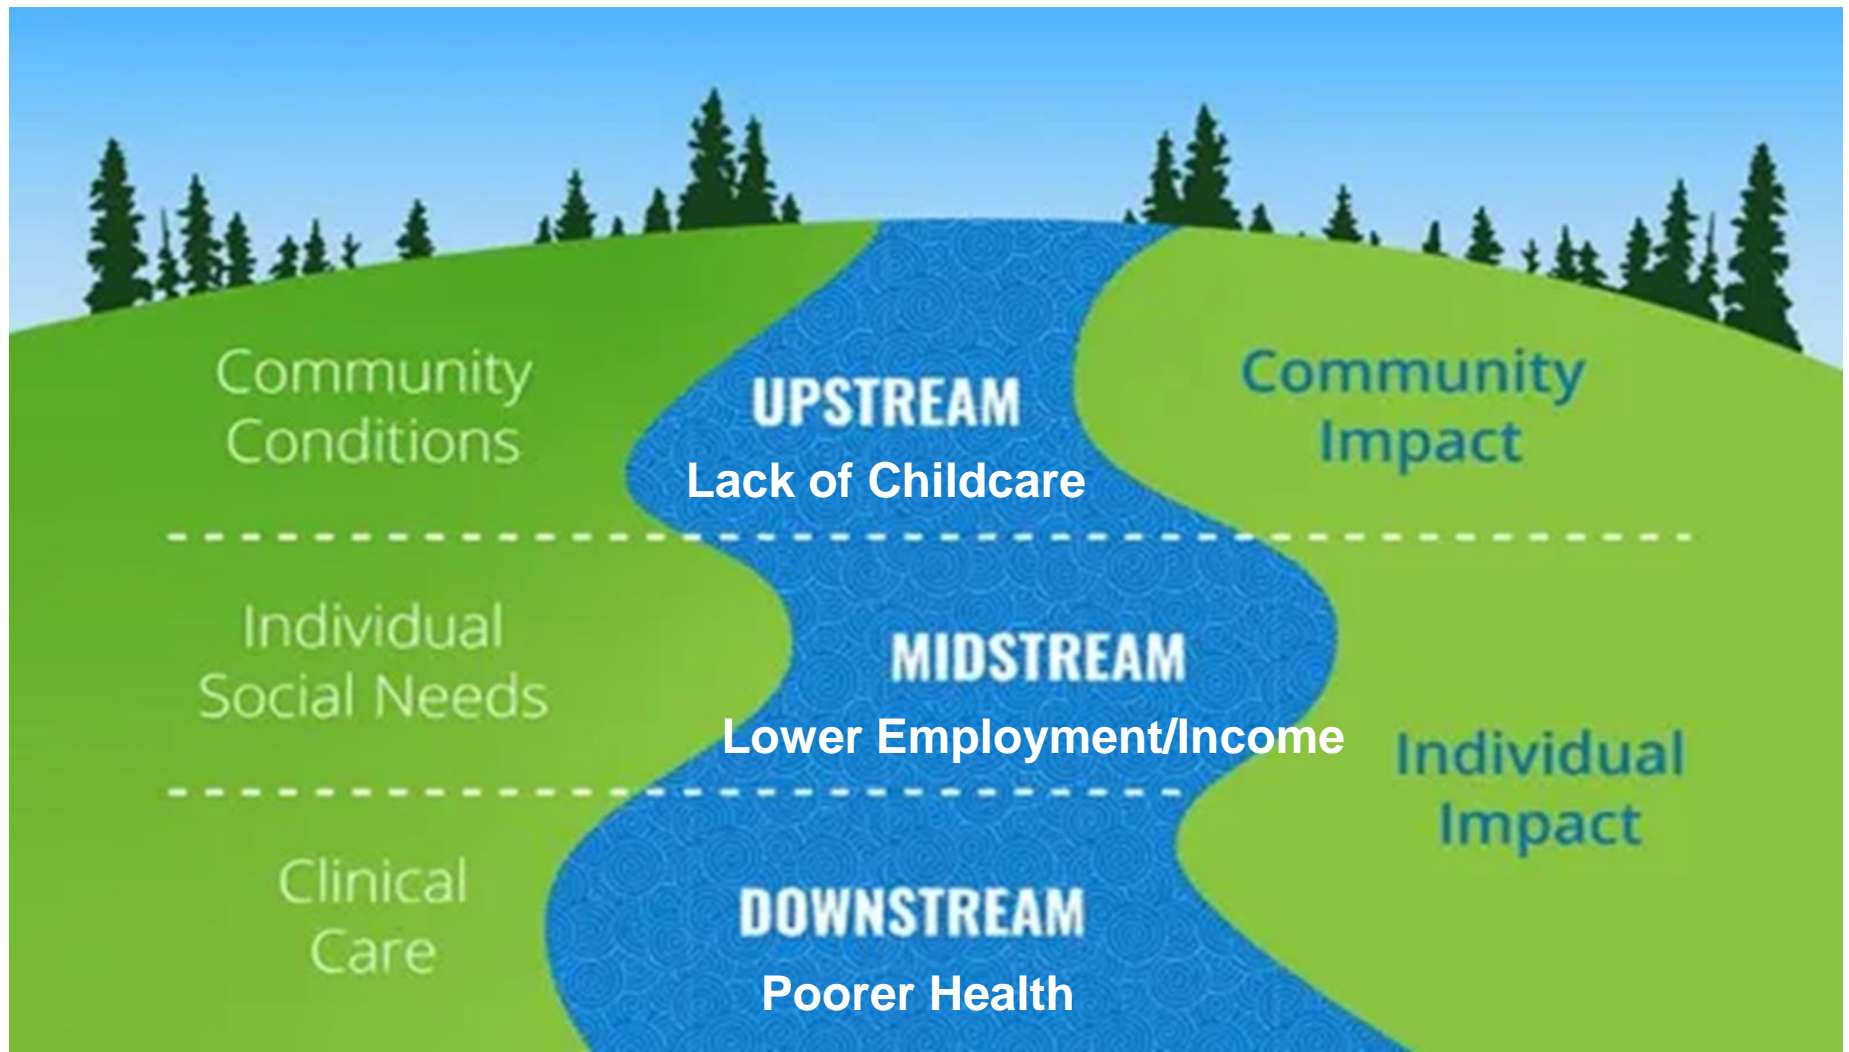 Community
Conditions
UPSTREAM
Lack of Childcare
Community
Impact
Individual
Social Needs
MIDSTREAM
Lower Employment/Income
Individual
Impact
Clinical
Care
DOWNSTREAM
Poorer Health